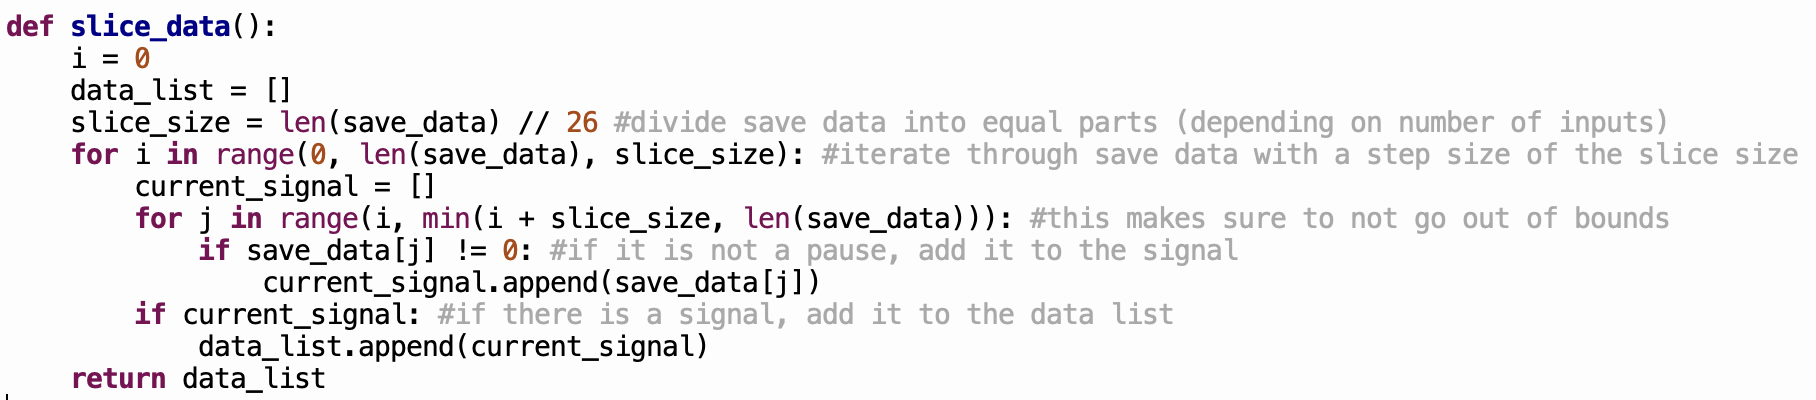 def slice_data():
    i = 0
    data_list = []
    slice_size = len(save_data) // 26 #divide save data into equal parts (depending on number of inputs)
    for i in range(0, len(save_data), slice_size): #iterate through save data with a step size of the slice size
        current_signal = []
        for j in range(i, min(i + slice_size, len(save_data))): #this makes sure to not go out of bounds
            if save_data[j] != 0: #if it is not a pause, add it to the signal
                current_signal.append(save_data[j])
        if current_signal: #if there is a signal, add it to the data list
            data_list.append(current_signal)
    return data_list